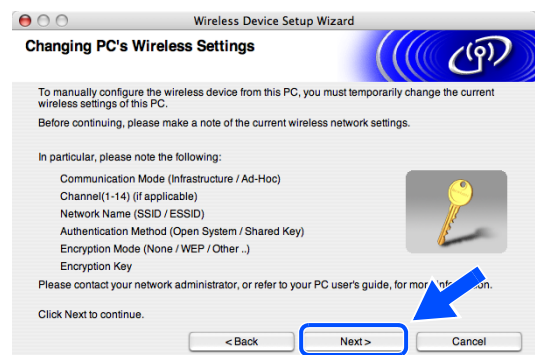 Wireless Device Setup Wizard
Changing PC's Wireless Settings
To manually configure the wireless device from this PC, you must temporarily change the current
wireless settings of this PC.
Before continuing, please make a note of the current wireless network settings.
In particular, please note the following:
Communication Mode (Infrastructure / Ad-Hoc)
Channel(1-14) (if applicable)
Network Name (SSID / ESSID)
Authentication Method (Open System / Shared Key)
Encryption Mode (None / WEP / Other ..)
Encryption Key
Please contact your network administrator, or refer to your PC user's guide, for more
Click Next to continue.
< Back
Next >
Cancel